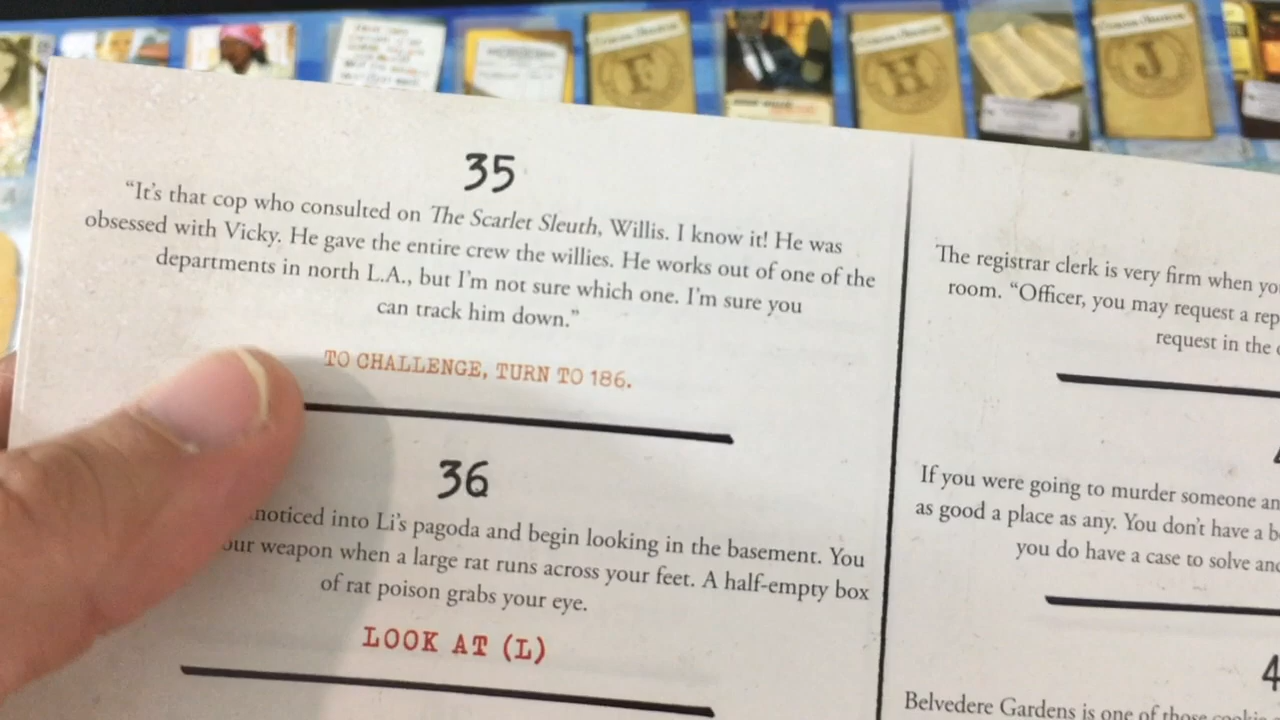 F
H
J
35
"It's that cop who consulted on The Scarlet Sleuth, Willis. I know it! He was
obsessed with Vicky. He gave the entire crew the willies. He works out of one of the
departments in north L.A., but I'm not sure which one. I'm sure you
can track him down."
TO CHALLENGE, TURN TO 186.
36
noticed into Li's pagoda and begin looking in the basement. You
our weapon when a large rat runs across your feet. A half-empty box
of rat poison grabs your eye.
LOOK AT (L)
The registrar clerk is very firm when
room. "Officer, you may request a
request in the
If you were going to murder someone
as good a place as any. You don't have a
you do have a case to solve
4
Belvedere Gardens is one of those